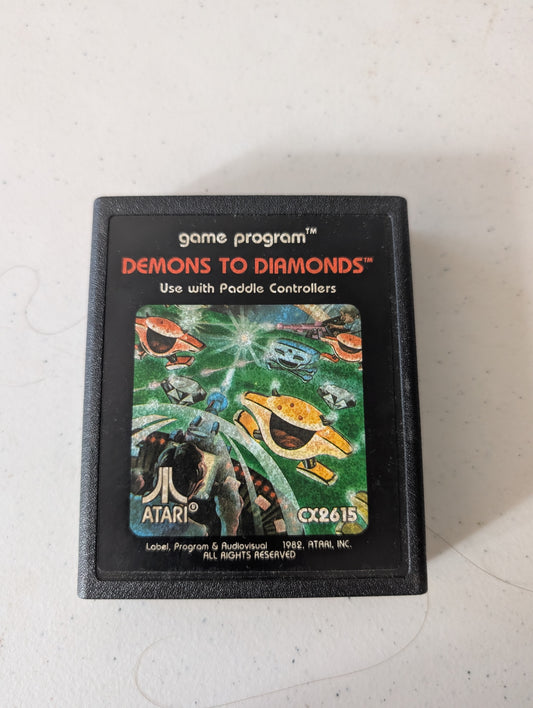 game program™
DEMONS TO DIAMONDS™
Use with Paddle Controllers
ATARI®
CX2615
Label, Program & Audiovisual 1982, ATARI, INC.
ALL RIGHTS RESERVED